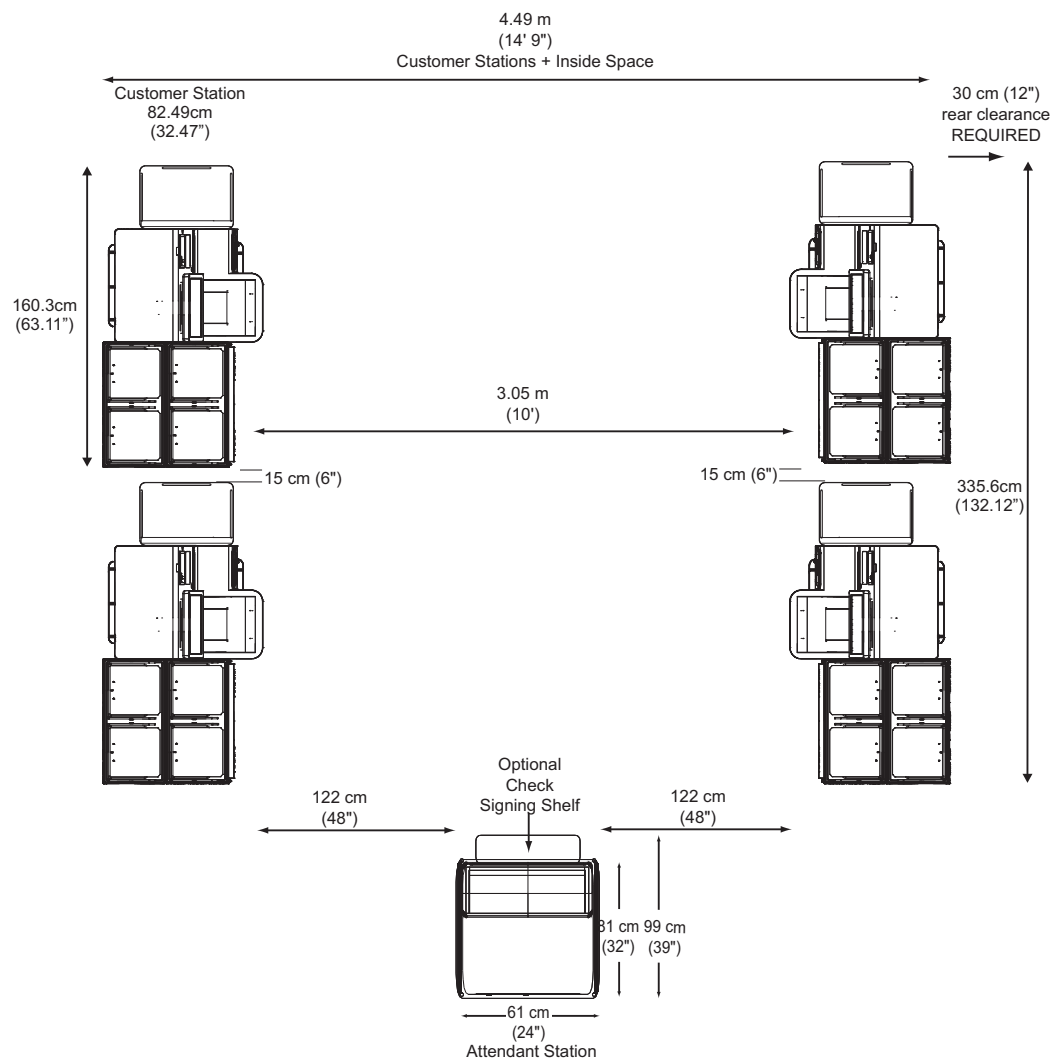 4.49 m
(14' 9")
Customer Stations + Inside Space
Customer Station
82.49cm
(32.47”)
30 cm (12")
rear clearance
REQUIRED
160.3cm
(63.11”)
3.05 m
(10')
15 cm (6")
15 cm (6")
335.6cm
(132.12”)
Optional
Check
Signing Shelf
122 cm
(48")
122 cm
(48")
81 cm
(32")
99 cm
(39")
61 cm
(24")
Attendant Station